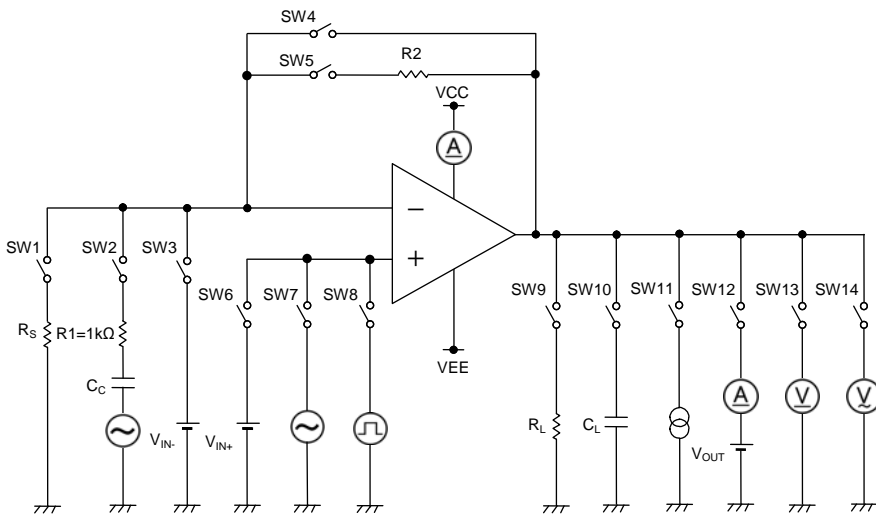 SW4
SW5
R2
VCC
A
−
+
SW1
SW2
SW3
SW6
SW7
SW8
SW9
SW10
SW11
SW12
SW13
SW14
RS
R1=1kΩ
VEE
CC
A
V
V
~
VIN-
VIN+
RL
CL
VOUT